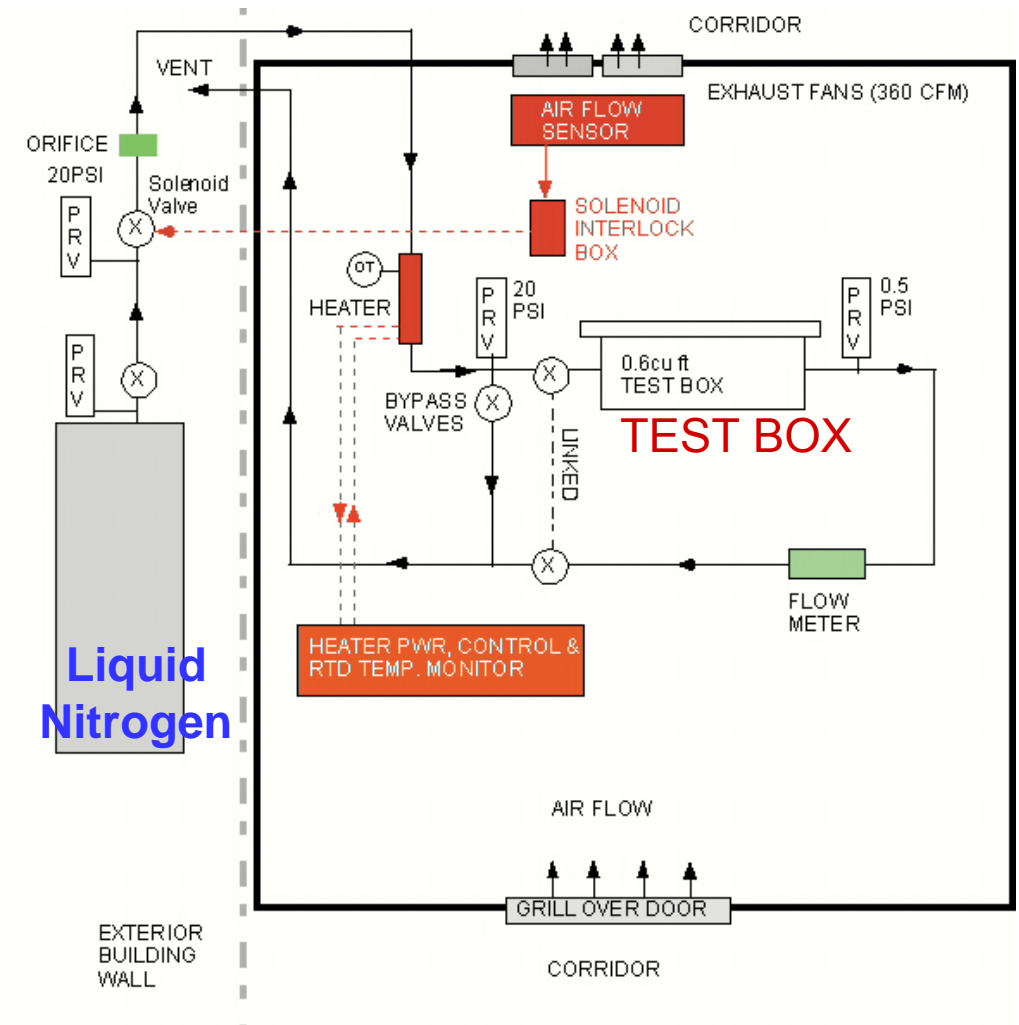 CORRIDOR
VENT
EXHAUST FANS (360 CFM)
AIR FLOW
SENSOR
ORIFICE
20PSI
Solenoid
Valve
P
R
V
X
SOLENOID
INTERLOCK
BOX
OT
HEATER
P
R
V
20
PSI
P
R
V
0.5
PSI
P
R
V
X
X
0.6cu ft
TEST BOX
BYPASS
VALVES
X
TEST BOX
LINKED
X
FLOW
METER
HEATER PWR, CONTROL &
RTD TEMP. MONITOR
Liquid
Nitrogen
AIR FLOW
GRILL OVER DOOR
EXTERIOR
BUILDING
WALL
CORRIDOR